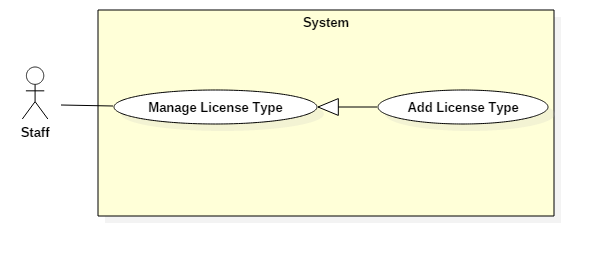 System
Manage License Type
Add License Type
Staff